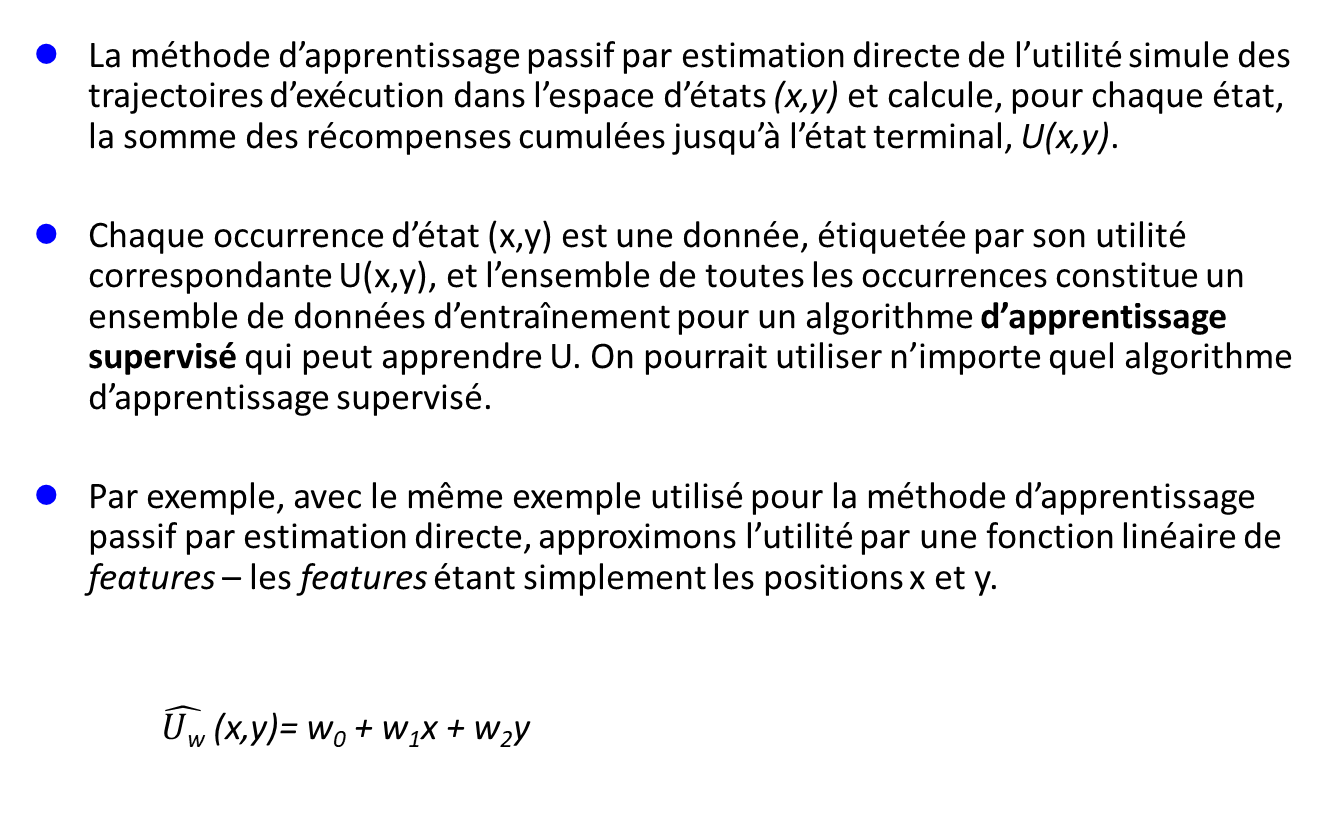 ● La méthode d’apprentissage passif par estimation directe de l’utilité simule des
trajectoires d’exécution dans l’espace d’états (x,y) et calcule, pour chaque état,
la somme des récompenses cumulées jusqu’à l’état terminal, U(x,y).
● Chaque occurrence d’état (x,y) est une donnée, étiquetée par son utilité
correspondante U(x,y), et l’ensemble de toutes les occurrences constitue un
ensemble de données d’entraînement pour un algorithme d’apprentissage
supervisé qui peut apprendre U. On pourrait utiliser n’importe quel algorithme
d’apprentissage supervisé.
● Par exemple, avec le même exemple utilisé pour la méthode d’apprentissage
passif par estimation directe, approximons l’utilité par une fonction linéaire de
features – les features étant simplement les positions x et y.
$\widehat{U_w}$ (x,y)= w₀ + w₁x + w₂y